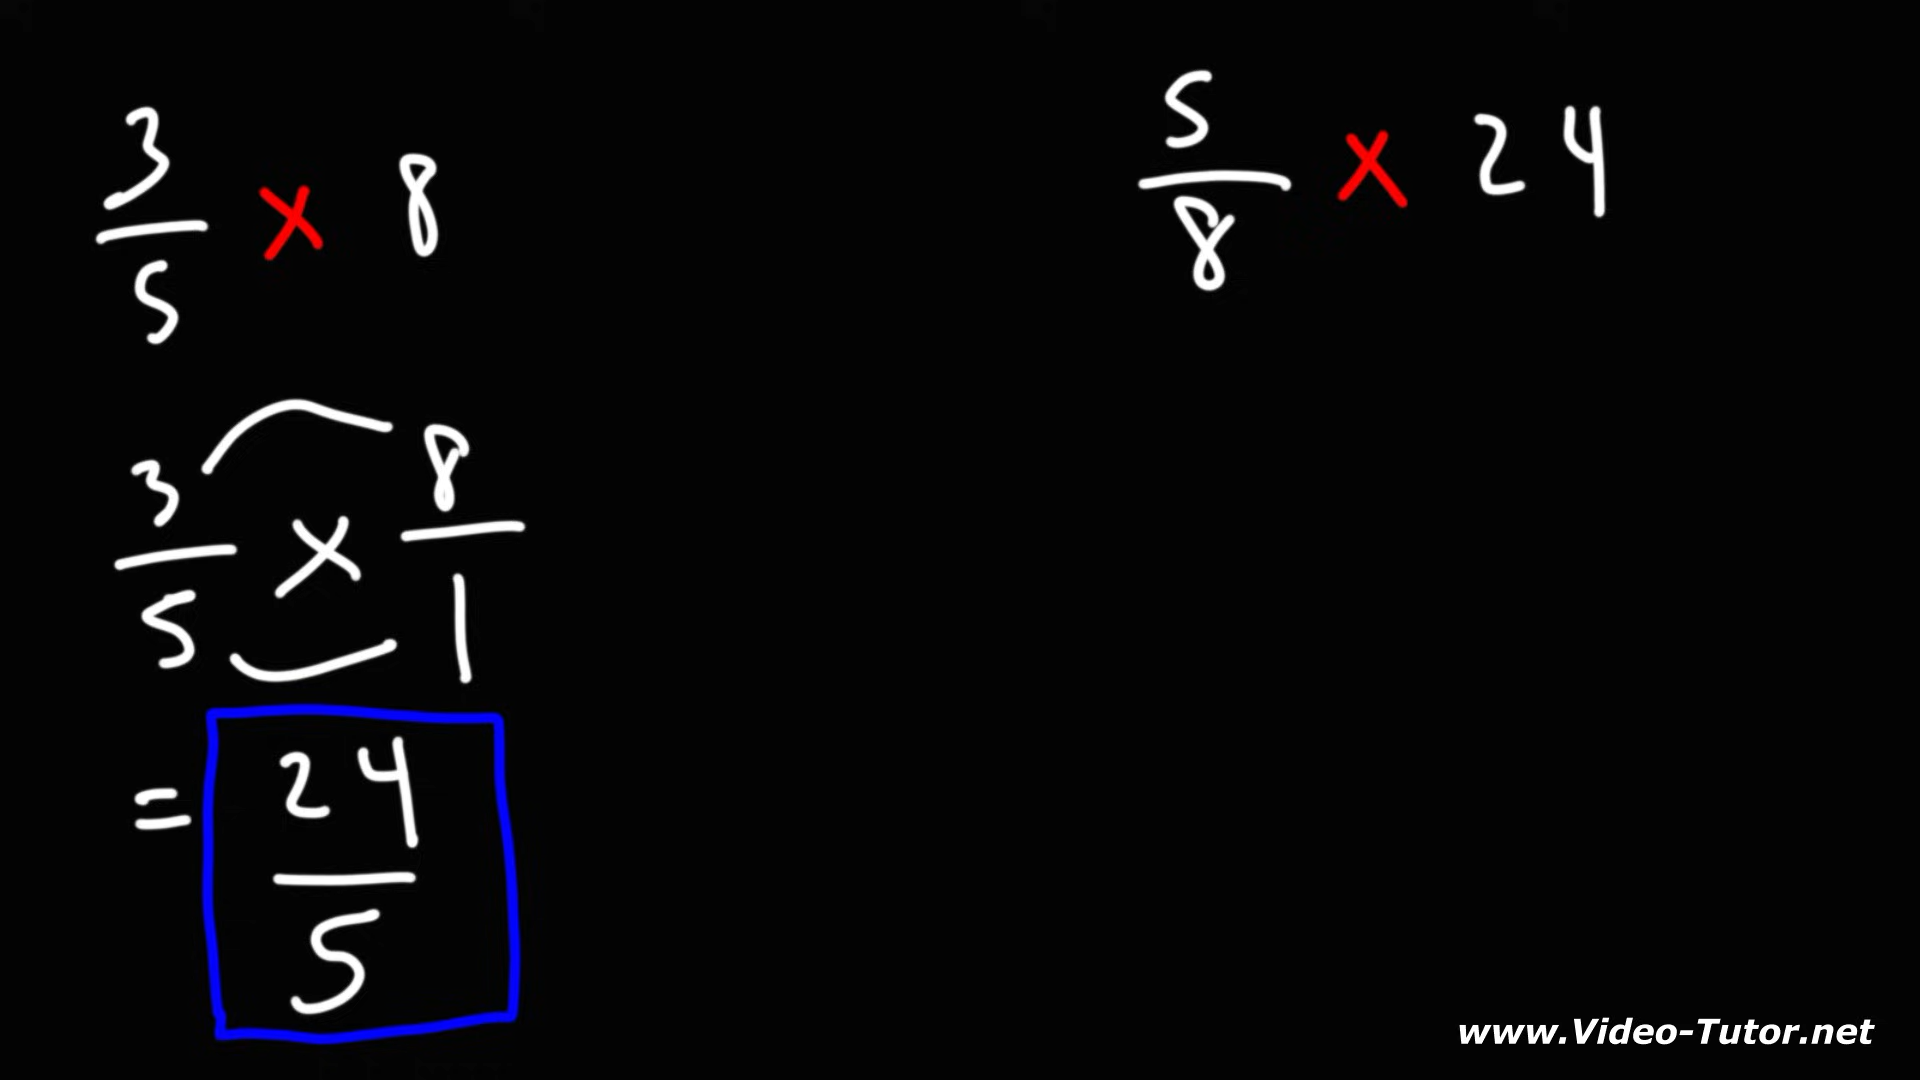 3/5 × 8
3/5 × 8/1
= 24/5
5/8 × 24
www.Video-Tutor.net